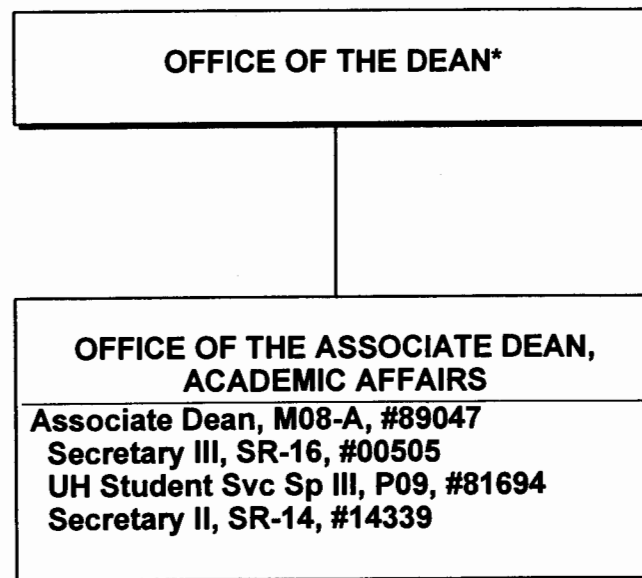 OFFICE OF THE DEAN*
OFFICE OF THE ASSOCIATE DEAN,
ACADEMIC AFFAIRS
Associate Dean, M08-A, #89047
Secretary III, SR-16, #00505
UH Student Svc Sp III, P09, #81694
Secretary II, SR-14, #14339